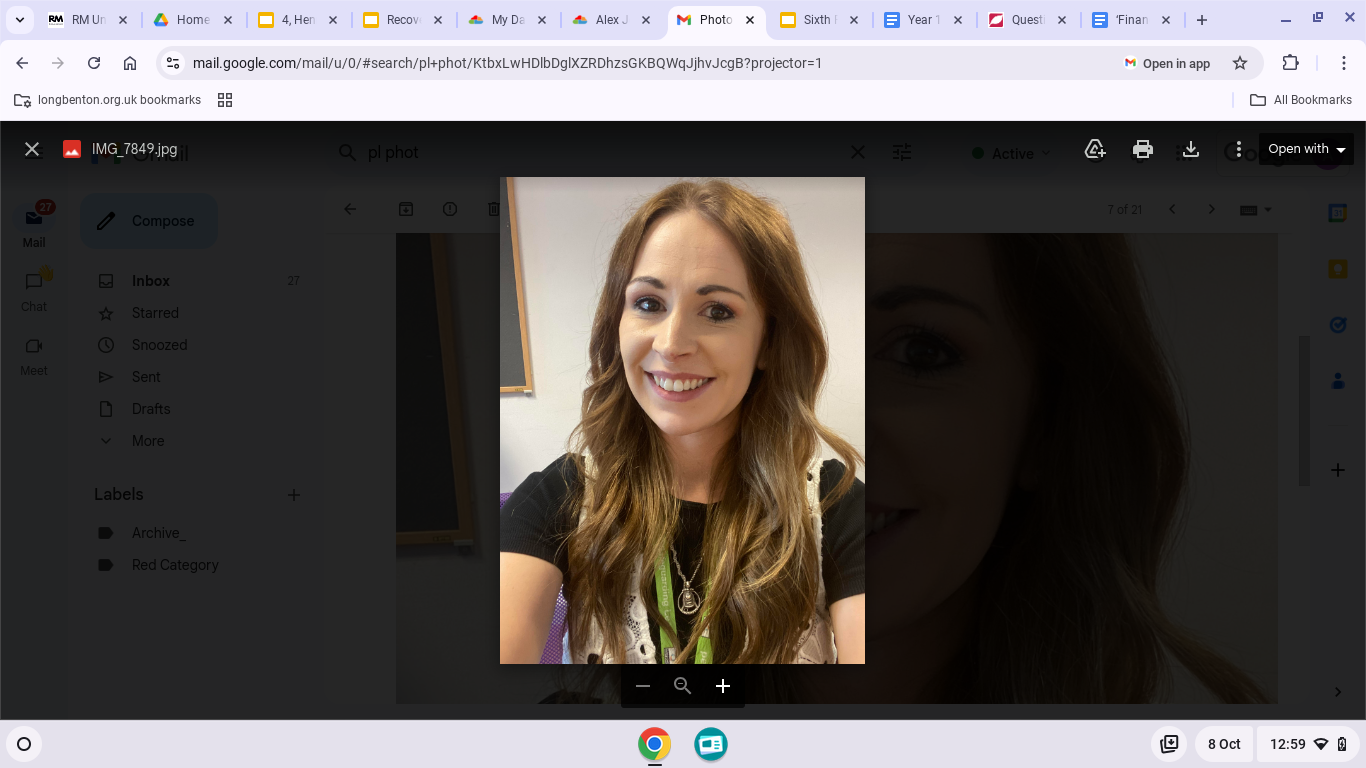 RM Un
Home
4, Hen
Recov
My Da
Alex J
Photo
Sixth
Year 1
Quest
'Finan
mail.google.com/mail/u/0/#search/pl+phot/KtbxLwHDlbDglXZRDhzsGKBQWqJjhvJcgB?projector=1
Open in app
longbenton.org.uk bookmarks
All Bookmarks
IMG_7849.jpg
pl phot
Active
Open with
27
Compose
7 of 21
Mail
Inbox 27
Chat
Starred
Snoozed
Meet
Sent
Drafts
More
Labels
Archive_
Red Category
8 Oct
12:59